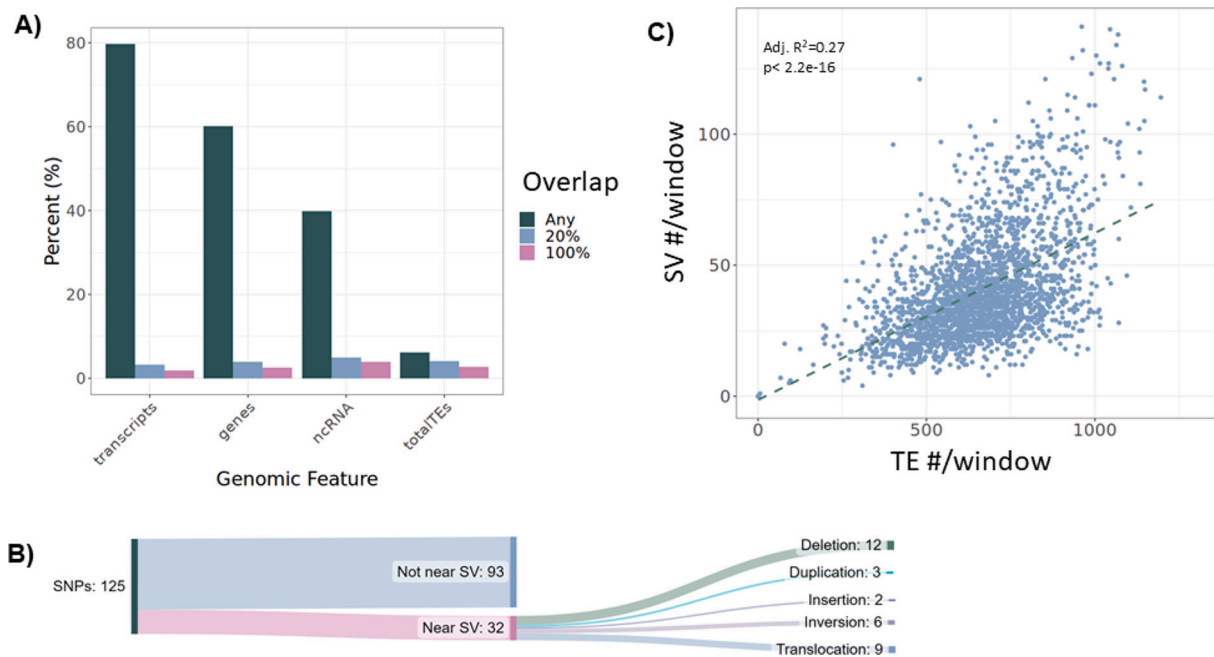 A)
80
60
40
20
0
Percent (%)
transcripts
genes
ncRNA
totalTEs
Genomic Feature
Overlap
Any
20%
100%
C)
Adj. R²=0.27
p< 2.2e-16
SV #/window
100
50
0
0
500
1000
TE #/window
B)
SNPs: 125
Not near SV: 93
Near SV: 32
Deletion: 12
Duplication: 3
Insertion: 2
Inversion: 6
Translocation: 9